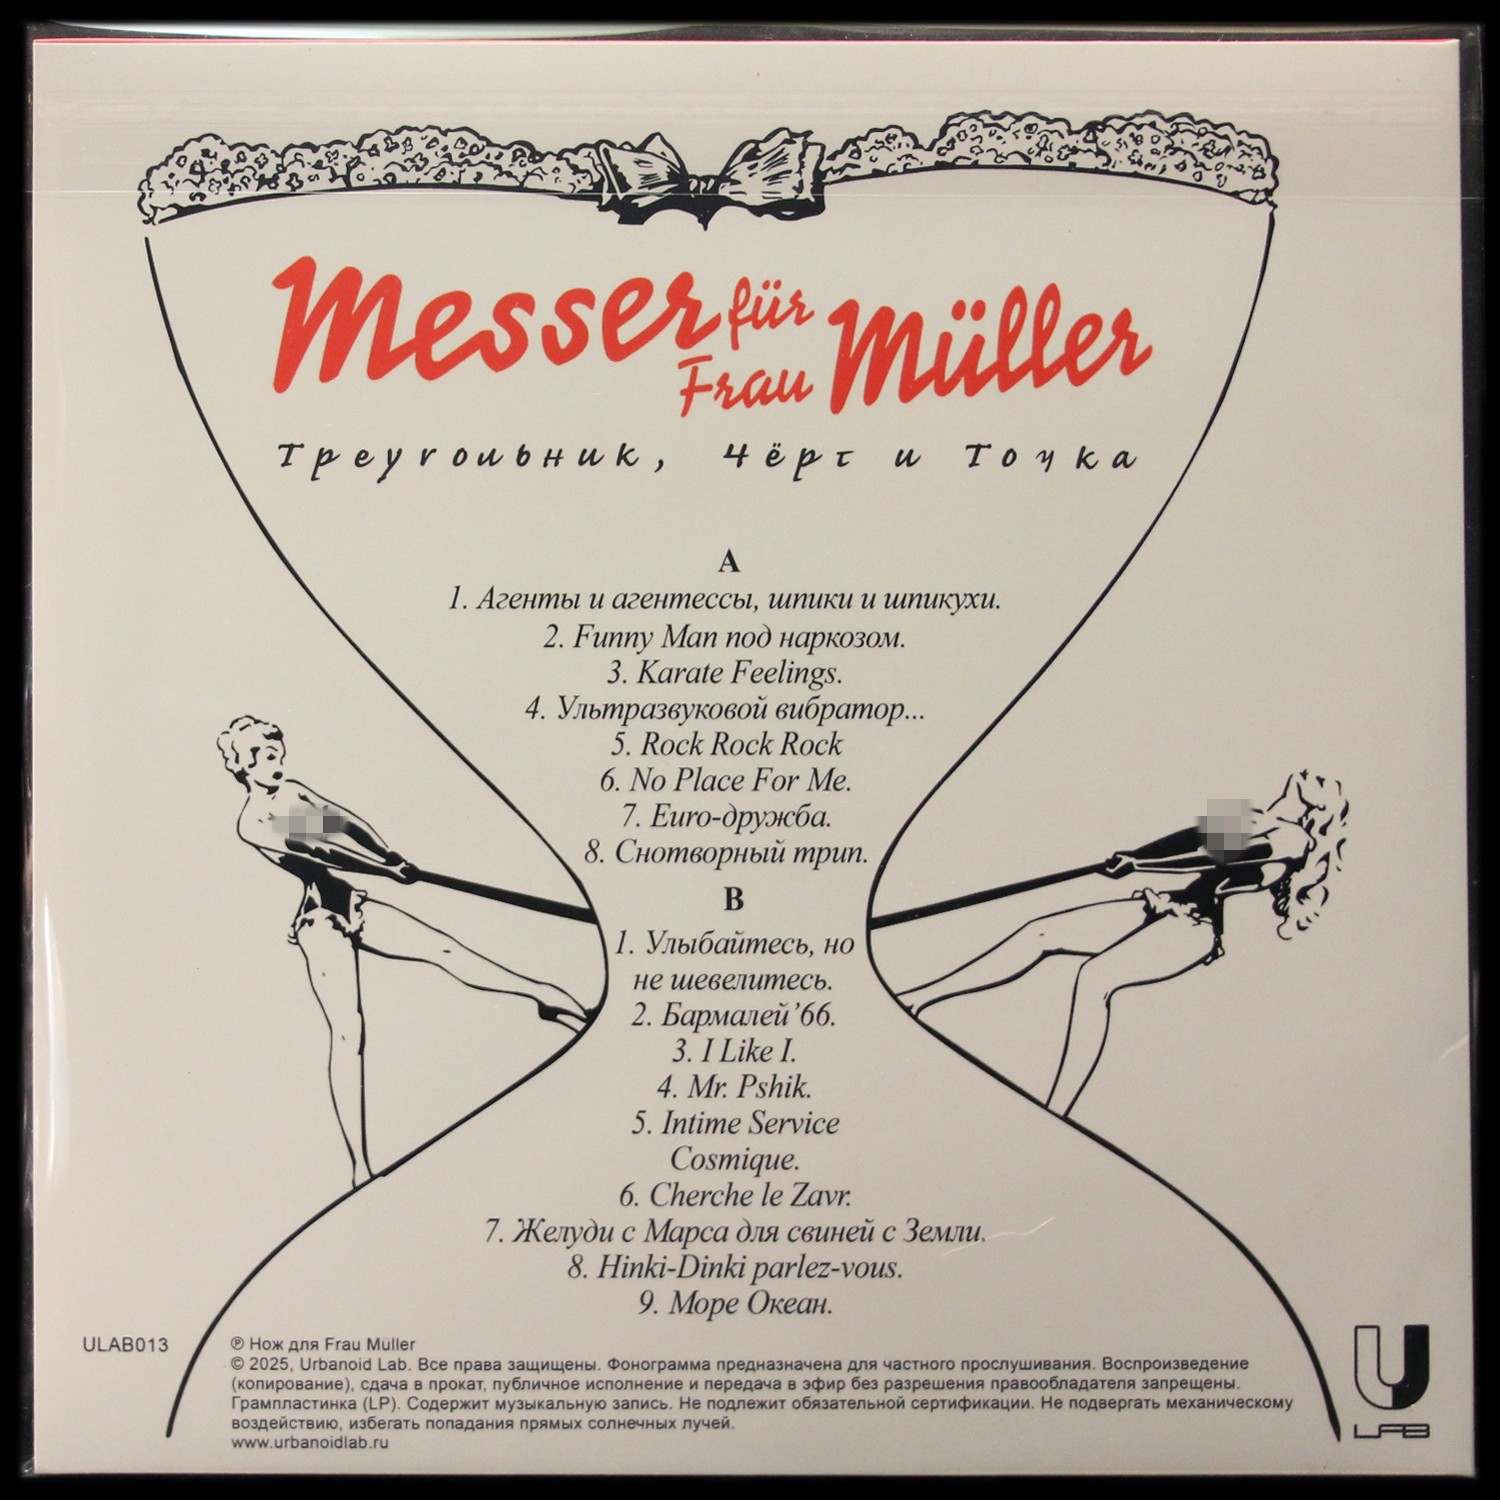 Messer für
Frau Müller
Треугольник, Чёрт и Точка
A
1. Агенты и агентессы, шпики и шпикухи.
2. Funny Man под наркозом.
3. Karate Feelings.
4. Ультразвуковой вибратор...
5. Rock Rock Rock
6. No Place For Me.
7. Euro-дружба.
8. Снотворный трип.
B
1. Улыбайтесь, но
не шевелитесь.
2. Бармалей'66.
3. I Like I.
4. Mr. Pshik.
5. Intime Service
Cosmique.
6. Cherche le Zavr.
7. Желуди с Марса для свиней с Земли.
8. Hinki-Dinki parlez-vous.
9. Море Океан.
ULAB013
℗ Нож для Frau Müller
© 2025, Urbanoid Lab. Все права защищены. Фонограмма предназначена для частного прослушивания. Воспроизведение
(копирование), сдача в прокат, публичное исполнение и передача в эфир без разрешения правообладателя запрещены.
Грампластинка (LP). Содержит музыкальную запись. Не подлежит обязательной сертификации. Не подвергать механическому
воздействию, избегать попадания прямых солнечных лучей.
www.urbanoidlab.ru
U
LAB